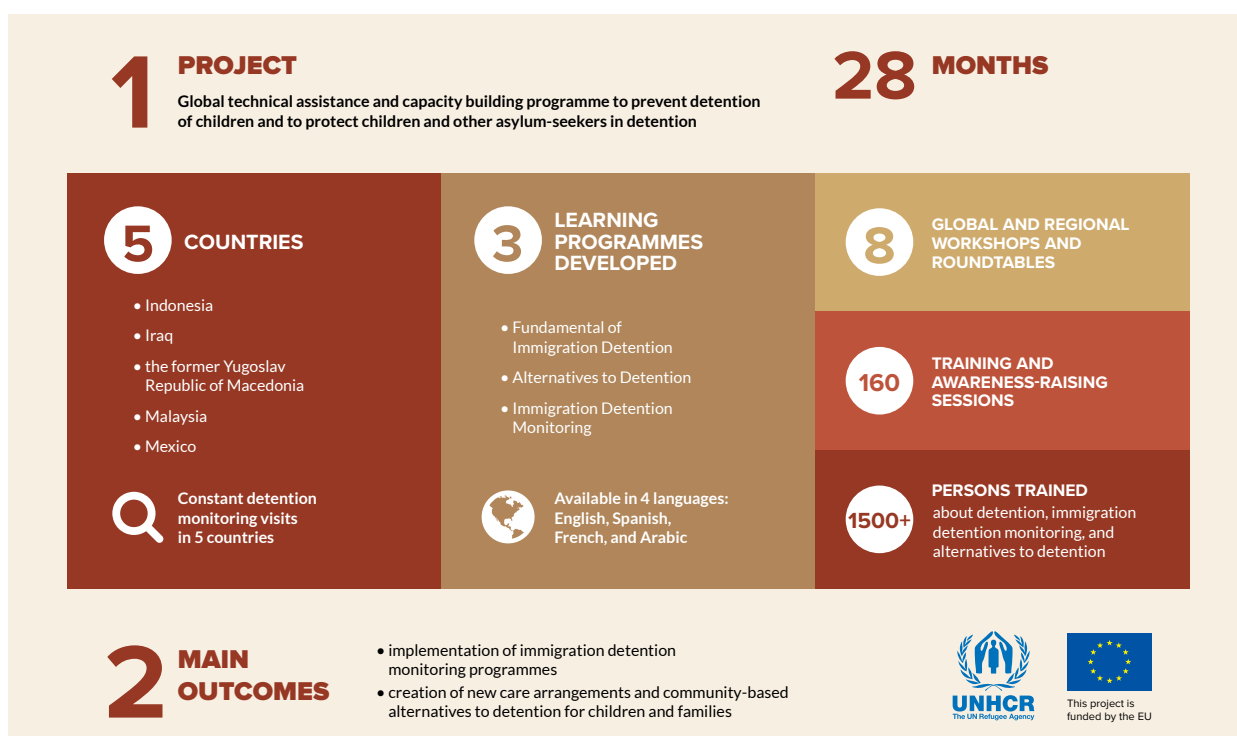 1 PROJECT
Global technical assistance and capacity building programme to prevent detention
of children and to protect children and other asylum-seekers in detention
28 MONTHS
5 COUNTRIES
• Indonesia
• Iraq
• the former Yugoslav
Republic of Macedonia
• Malaysia
• Mexico
Constant detention
monitoring visits
in 5 countries
3 LEARNING
PROGRAMMES
DEVELOPED
• Fundamental of
Immigration Detention
• Alternatives to Detention
• Immigration Detention
Monitoring
Available in 4 languages:
English, Spanish,
French, and Arabic
8 GLOBAL AND REGIONAL
WORKSHOPS AND
ROUNDTABLES
160 TRAINING AND
AWARENESS-RAISING
SESSIONS
1500+ PERSONS TRAINED
about detention, immigration
detention monitoring, and
alternatives to detention
2 MAIN
OUTCOMES
• implementation of immigration detention
monitoring programmes
• creation of new care arrangements and community-based
alternatives to detention for children and families
UNHCR
The UN Refugee Agency
This project is
funded by the EU